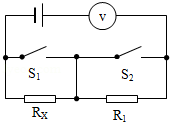 V
S₁ S₂
Rₓ R₁